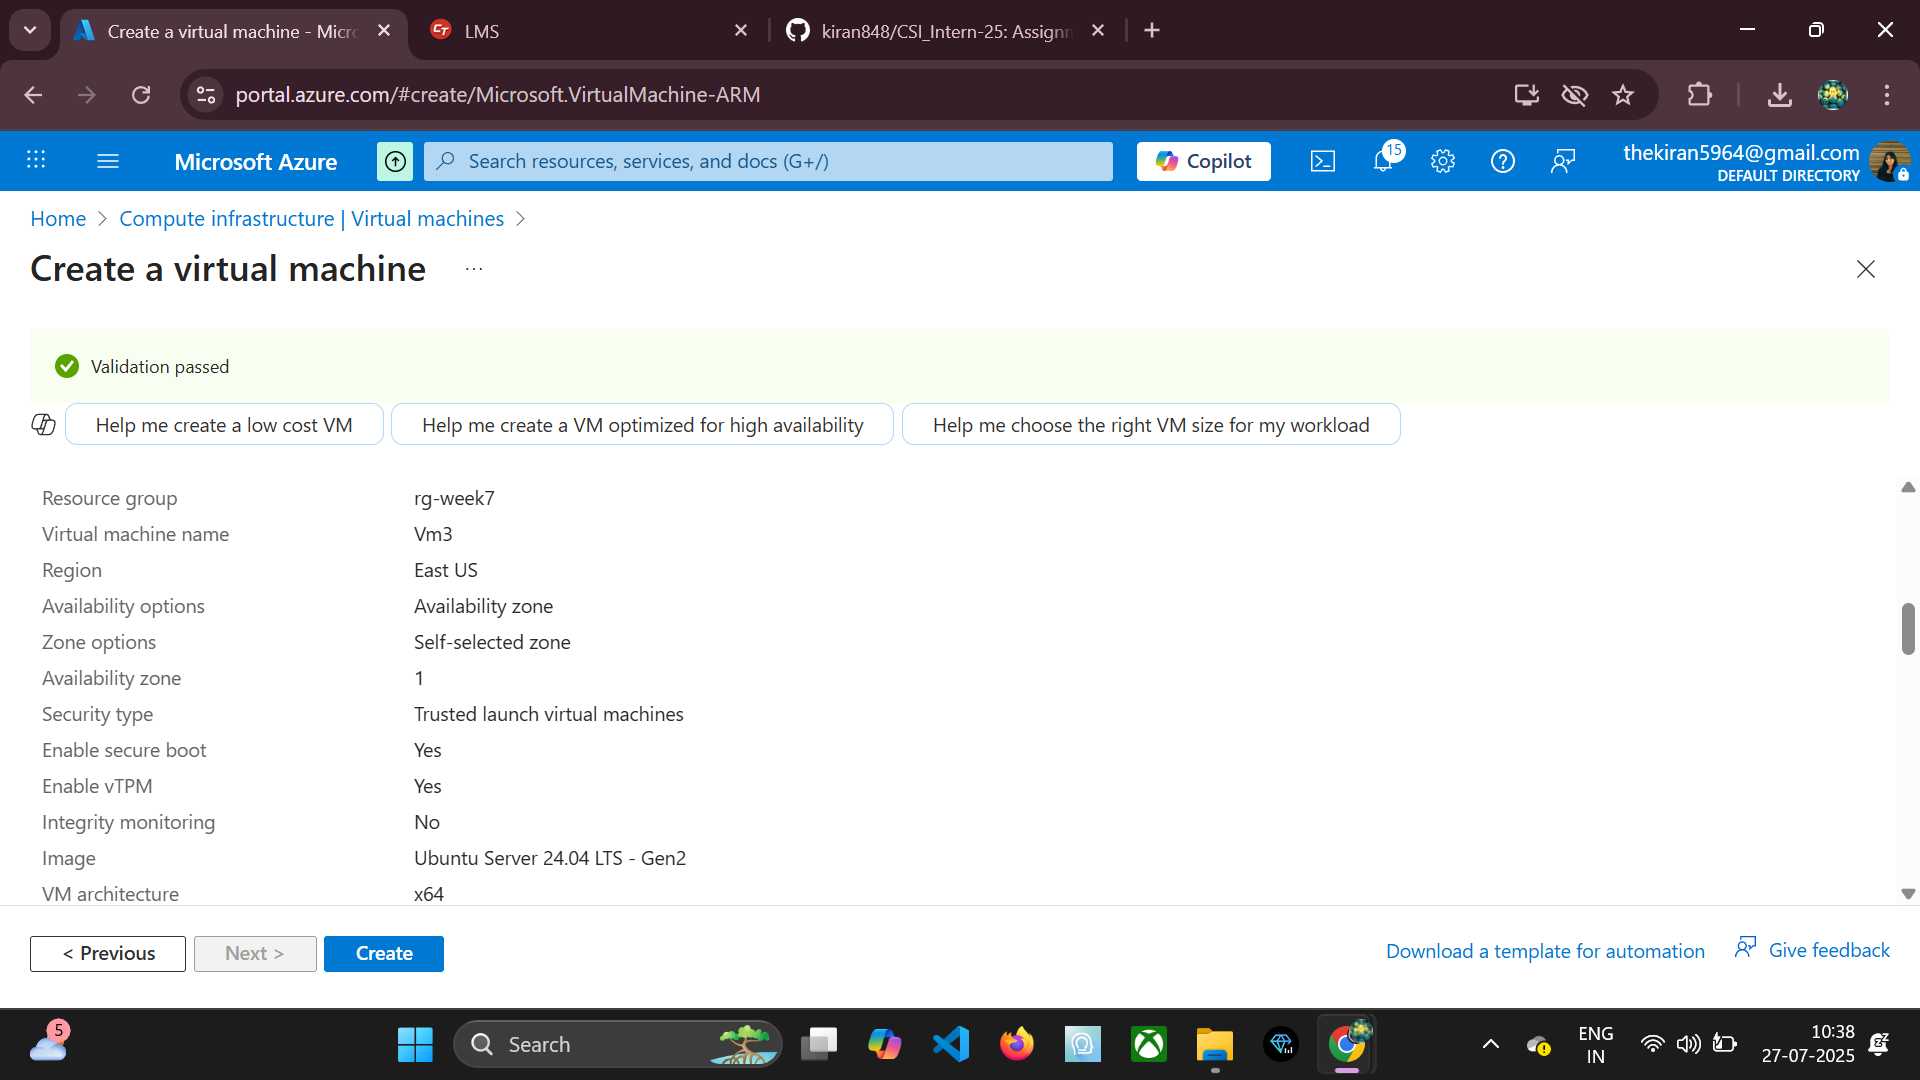 Create a virtual machine - Micr
LMS
kiran848/CSI_Intern-25: Assignm
portal.azure.com/#create/Microsoft.VirtualMachine-ARM
Microsoft Azure
Search resources, services, and docs (G+/)
Copilot
15
thekiran5964@gmail.com
DEFAULT DIRECTORY
Home > Compute infrastructure | Virtual machines >
Create a virtual machine ...
Validation passed
Help me create a low cost VM
Help me create a VM optimized for high availability
Help me choose the right VM size for my workload
Resource group rg-week7
Virtual machine name Vm3
Region East US
Availability options Availability zone
Zone options Self-selected zone
Availability zone 1
Security type Trusted launch virtual machines
Enable secure boot Yes
Enable vTPM Yes
Integrity monitoring No
Image Ubuntu Server 24.04 LTS - Gen2
VM architecture x64
< Previous
Next >
Create
Download a template for automation
Give feedback
5
Search
ENG
IN
10:38
27-07-2025